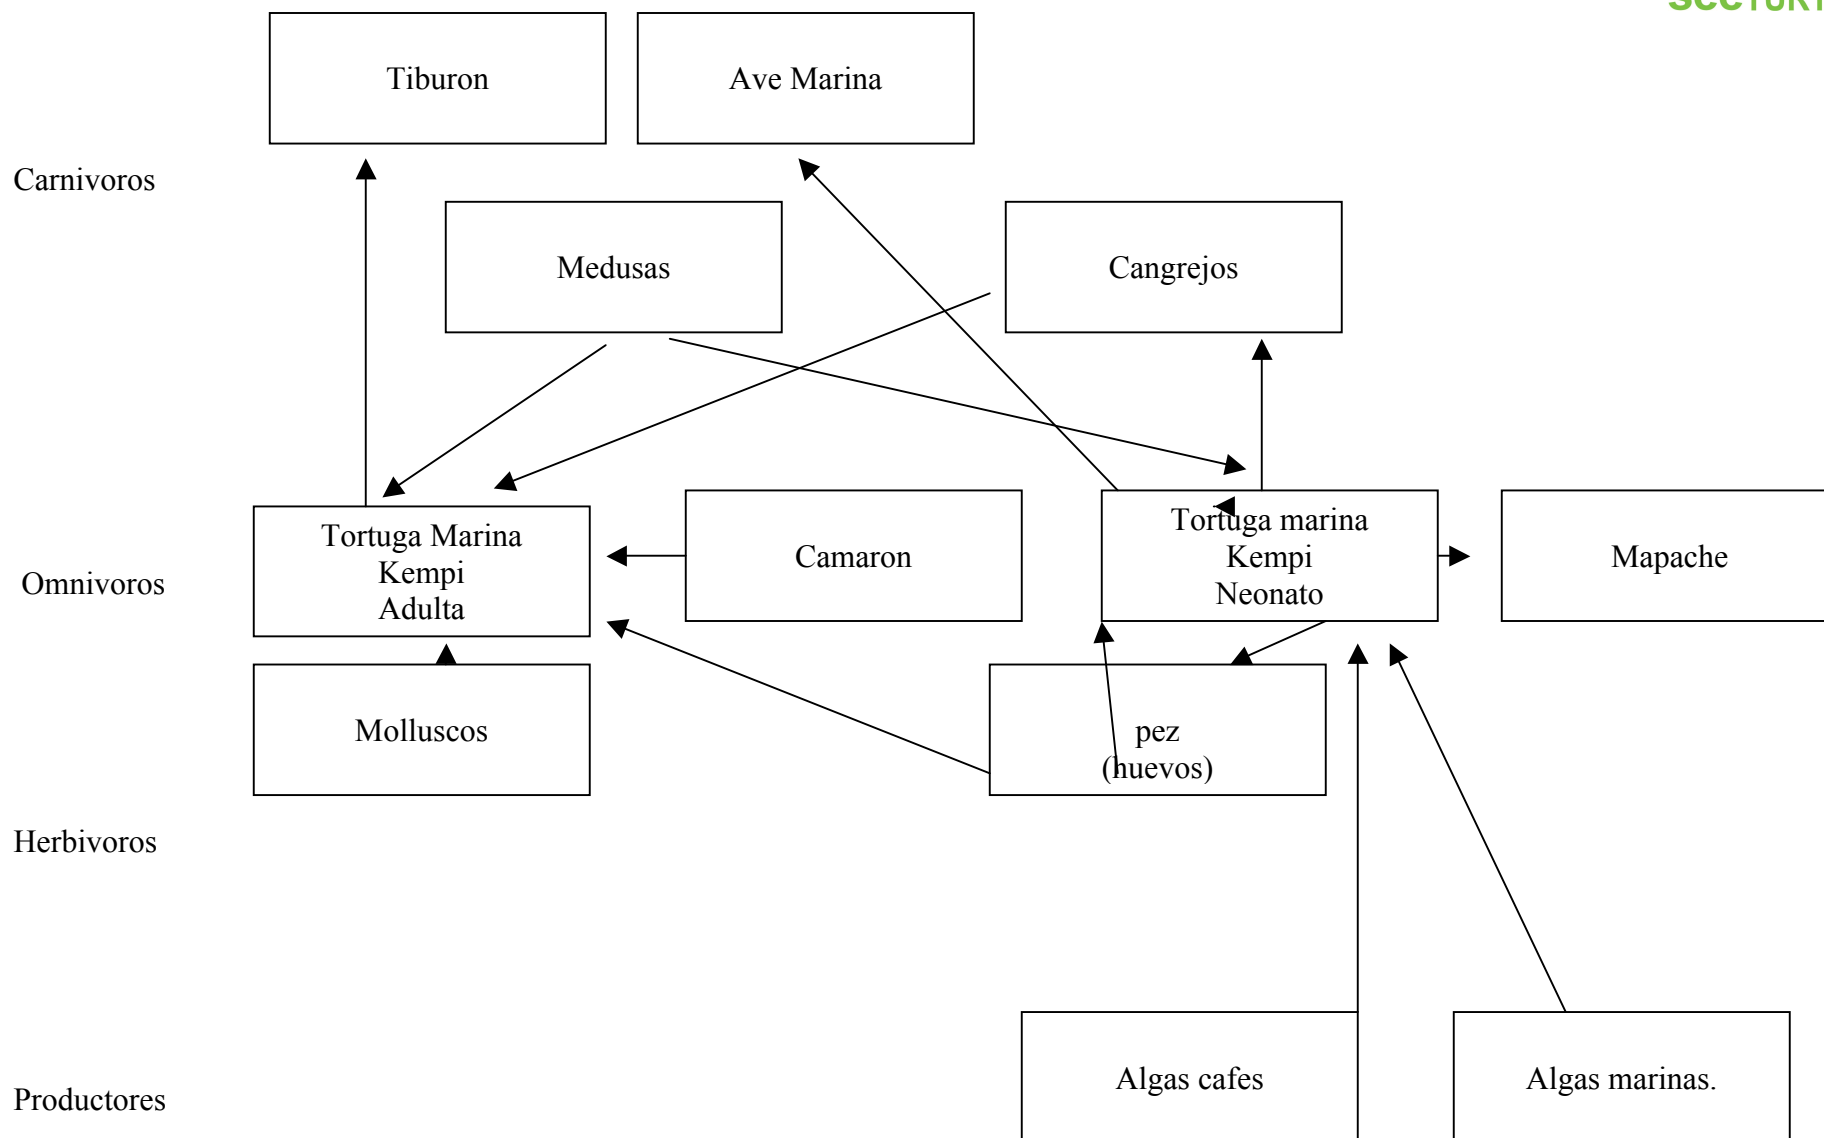 Tiburon
Ave Marina
Carnivoros
Medusas
Cangrejos
Tortuga Marina
Kempi
Adulta
Camaron
Tortuga marina
Kempi
Neonato
Mapache
Omnivoros
Molluscos
pez
(huevos)
Herbivoros
Algas cafes
Algas marinas.
Productores